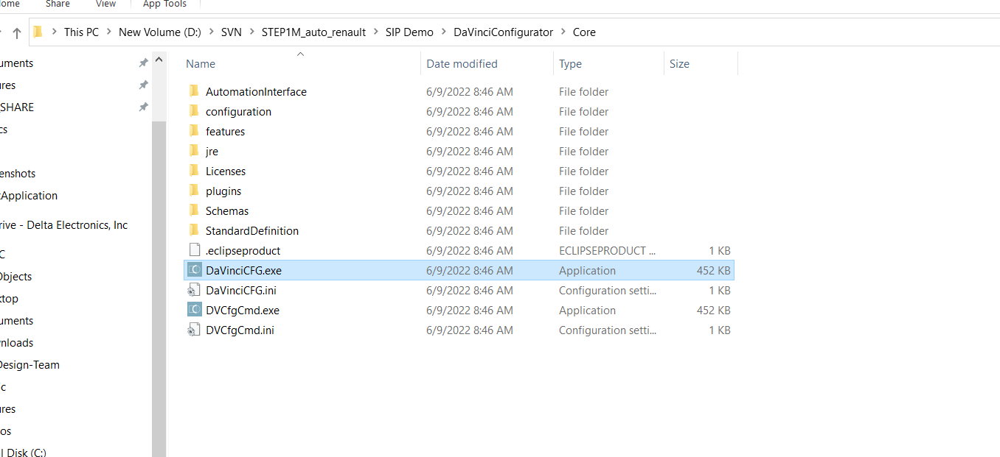 ome Share View App Tools
This PC > New Volume (D:) > SVN > STEP1M_auto_renault > SIP Demo > DaVinciConfigurator > Core
uments
ures
SHARE
cs
enshots
Application
rive - Delta Electronics, Inc
C
Objects
ktop
uments
nloads
Design-Team
c
ures
os
l Disk (C:)
Name Date modified Type Size
AutomationInterface 6/9/2022 8:46 AM File folder
configuration 6/9/2022 8:46 AM File folder
features 6/9/2022 8:46 AM File folder
jre 6/9/2022 8:46 AM File folder
Licenses 6/9/2022 8:46 AM File folder
plugins 6/9/2022 8:46 AM File folder
Schemas 6/9/2022 8:46 AM File folder
StandardDefinition 6/9/2022 8:46 AM File folder
.eclipseproduct 6/9/2022 8:46 AM ECLIPSEPRODUCT ... 1 KB
DaVinciCFG.exe 6/9/2022 8:46 AM Application 452 KB
DaVinciCFG.ini 6/9/2022 8:46 AM Configuration setti... 1 KB
DVCfgCmd.exe 6/9/2022 8:46 AM Application 452 KB
DVCfgCmd.ini 6/9/2022 8:46 AM Configuration setti... 1 KB